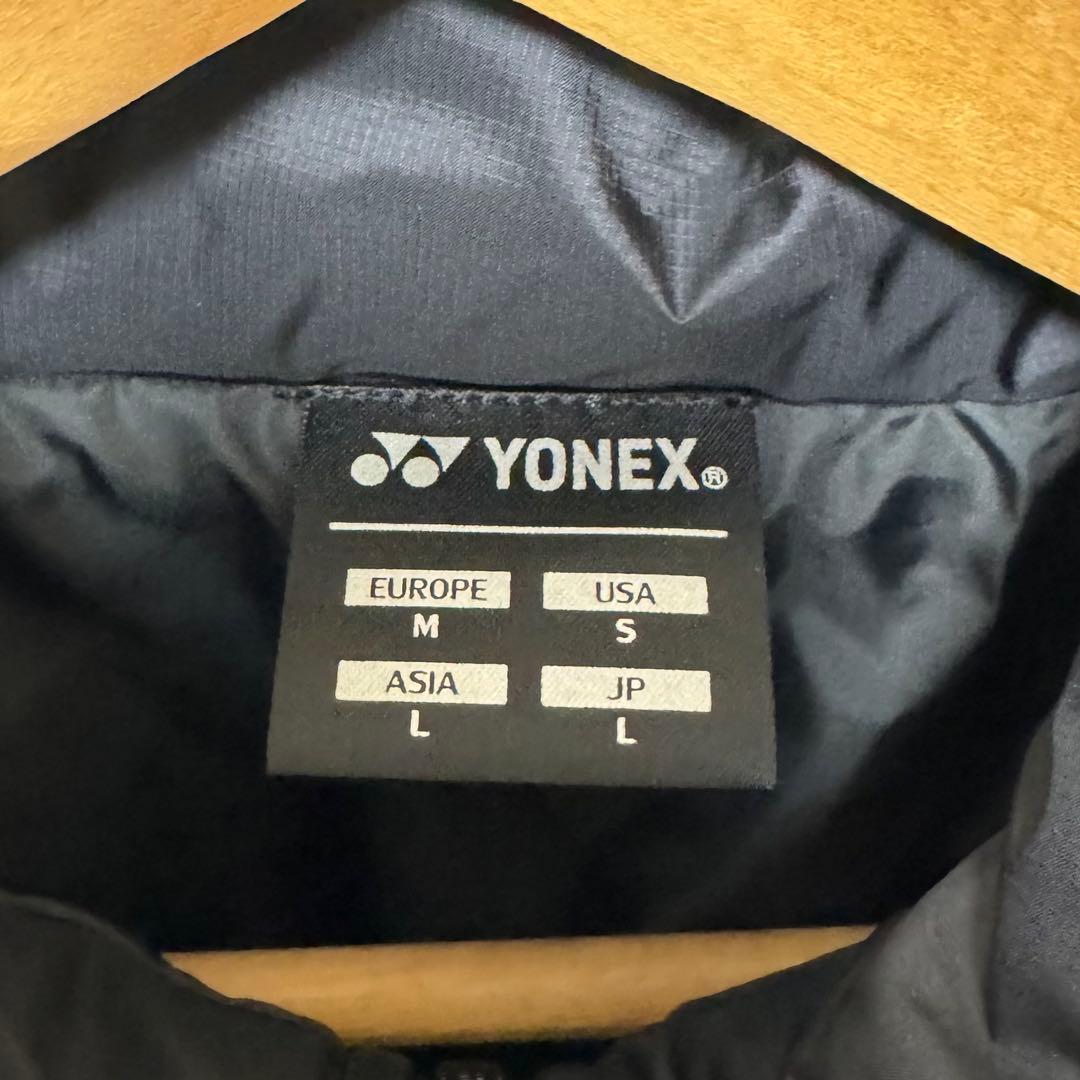 YONEX®
EUROPE USA
M S
ASIA JP
L L